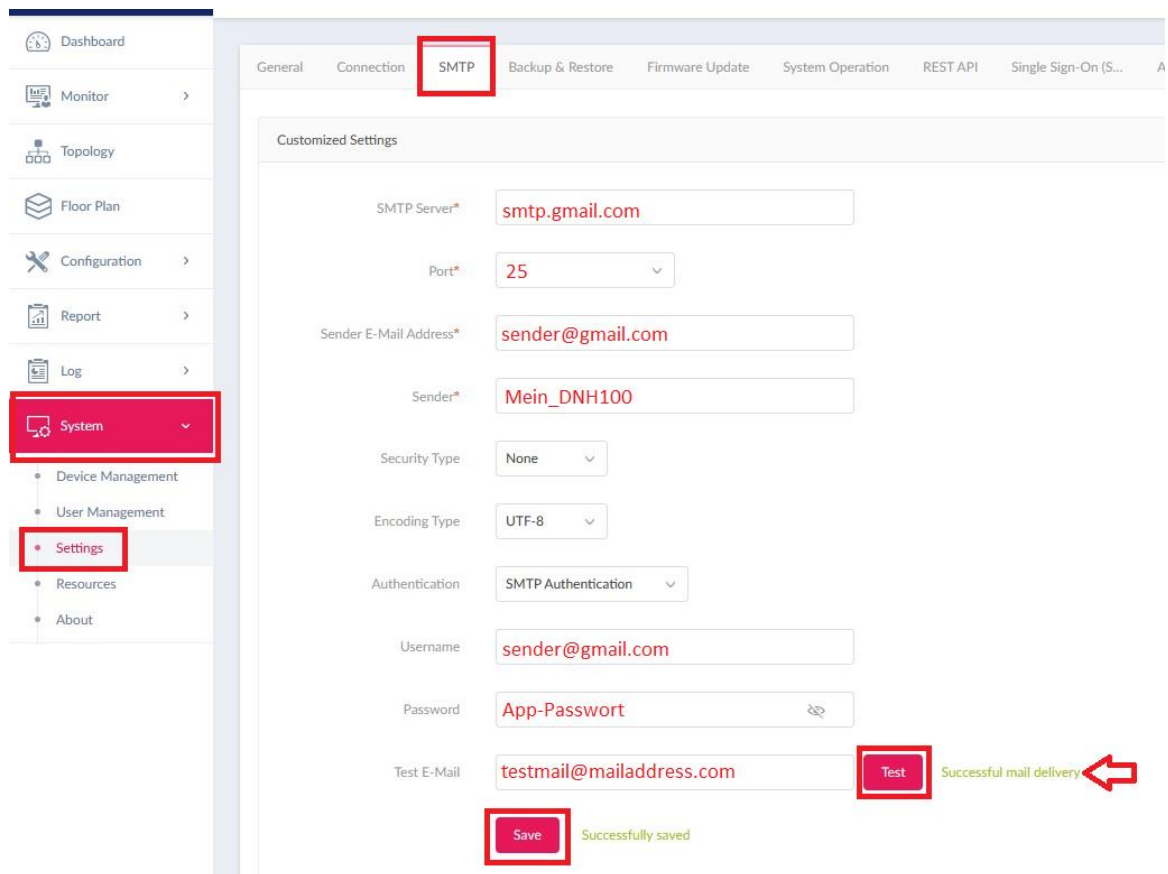 Dashboard
Monitor
Topology
Floor Plan
Configuration
Report
Log
System
Device Management
User Management
Settings
Resources
About
General Connection SMTP Backup & Restore Firmware Update System Operation REST API Single Sign-On (S... A
Customized Settings
SMTP Server* smtp.gmail.com
Port* 25
Sender E-Mail Address* sender@gmail.com
Sender* Mein_DNH100
Security Type None
Encoding Type UTF-8
Authentication SMTP Authentication
Username sender@gmail.com
Password App-Passwort
Test E-Mail testmail@mailaddress.com Test Successful mail delivery
Save Successfully saved